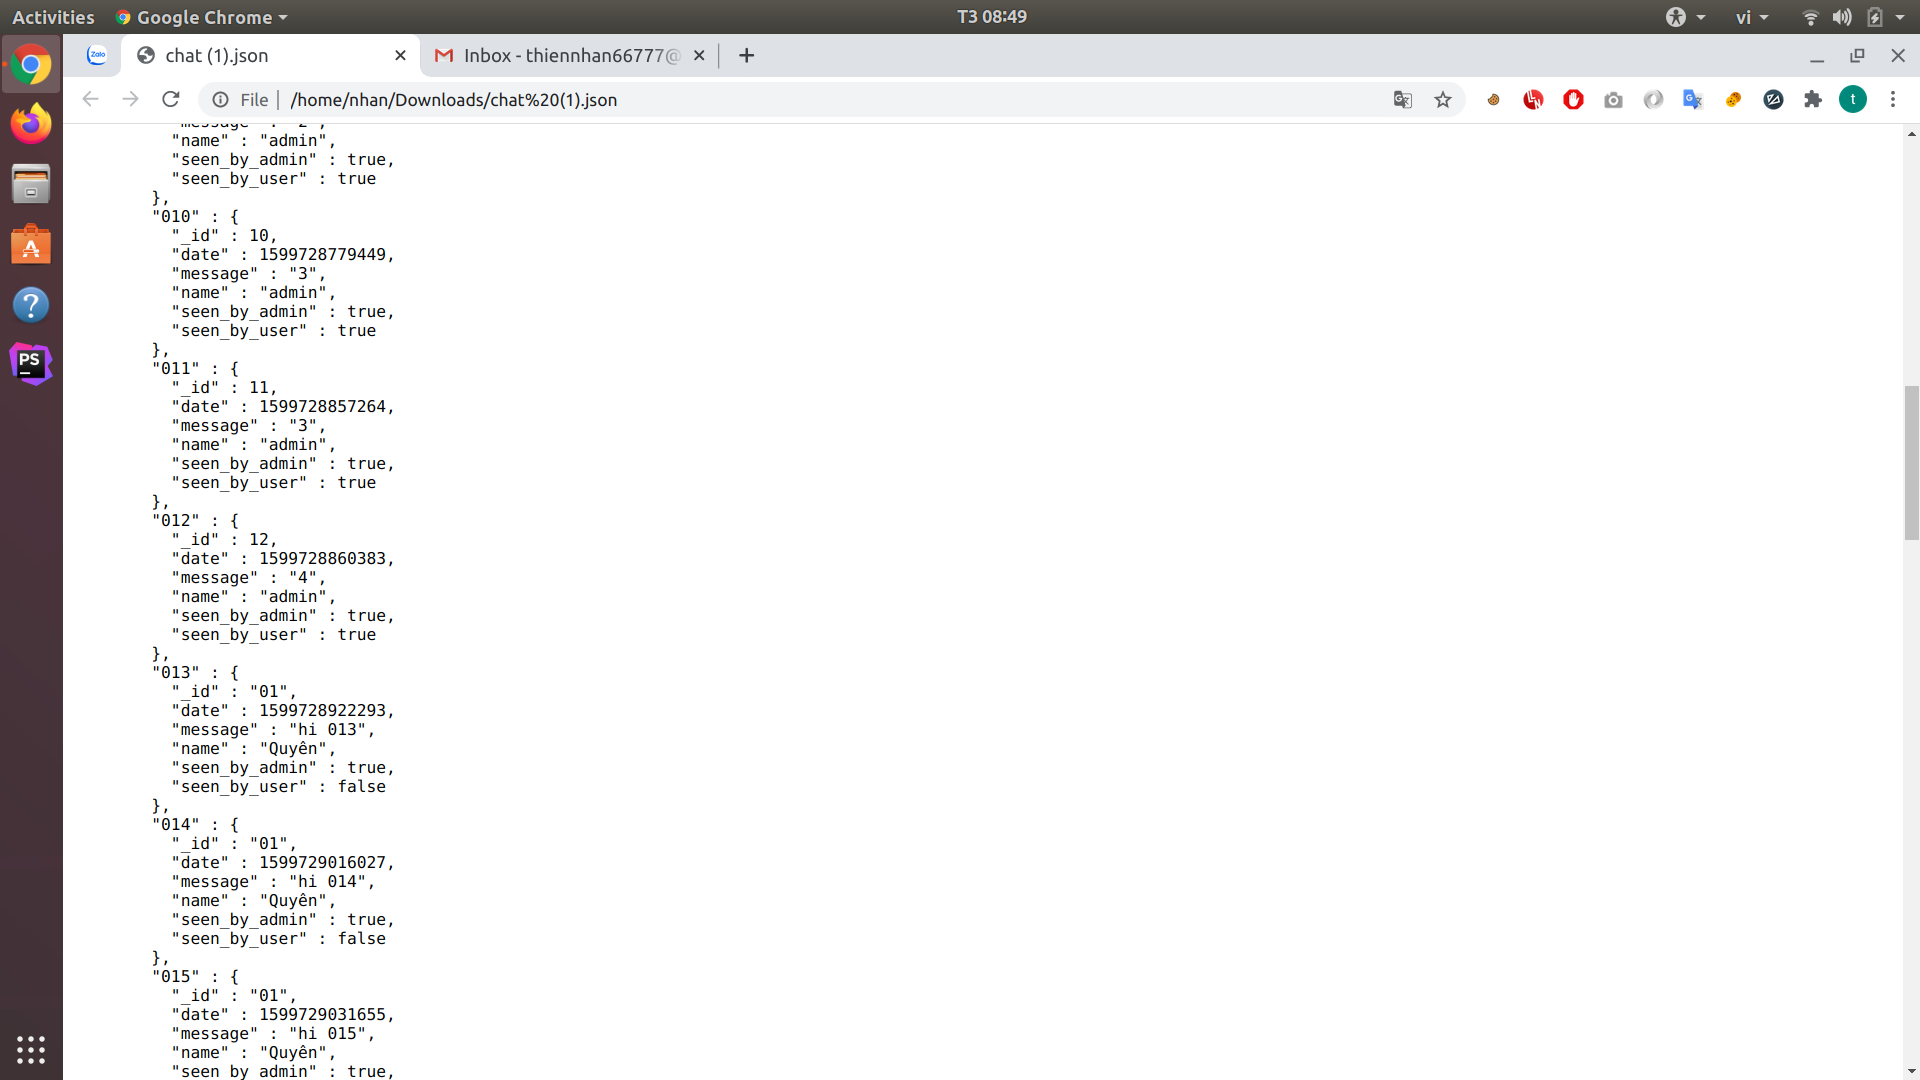 Activities
Google Chrome
T3 08:49
vi
Zalo
chat (1).json
Inbox - thiennhan66777@
File
/home/nhan/Downloads/chat%20(1).json
t
PS
"message" : "2",
"name" : "admin",
"seen_by_admin" : true,
"seen_by_user" : true
},
"010" : {
"_id" : 10,
"date" : 1599728779449,
"message" : "3",
"name" : "admin",
"seen_by_admin" : true,
"seen_by_user" : true
},
"011" : {
"_id" : 11,
"date" : 1599728857264,
"message" : "3",
"name" : "admin",
"seen_by_admin" : true,
"seen_by_user" : true
},
"012" : {
"_id" : 12,
"date" : 1599728860383,
"message" : "4",
"name" : "admin",
"seen_by_admin" : true,
"seen_by_user" : true
},
"013" : {
"_id" : "01",
"date" : 1599728922293,
"message" : "hi 013",
"name" : "Quyên",
"seen_by_admin" : true,
"seen_by_user" : false
},
"014" : {
"_id" : "01",
"date" : 1599729016027,
"message" : "hi 014",
"name" : "Quyên",
"seen_by_admin" : true,
"seen_by_user" : false
},
"015" : {
"_id" : "01",
"date" : 1599729031655,
"message" : "hi 015",
"name" : "Quyên",
"seen_by_admin" : true,